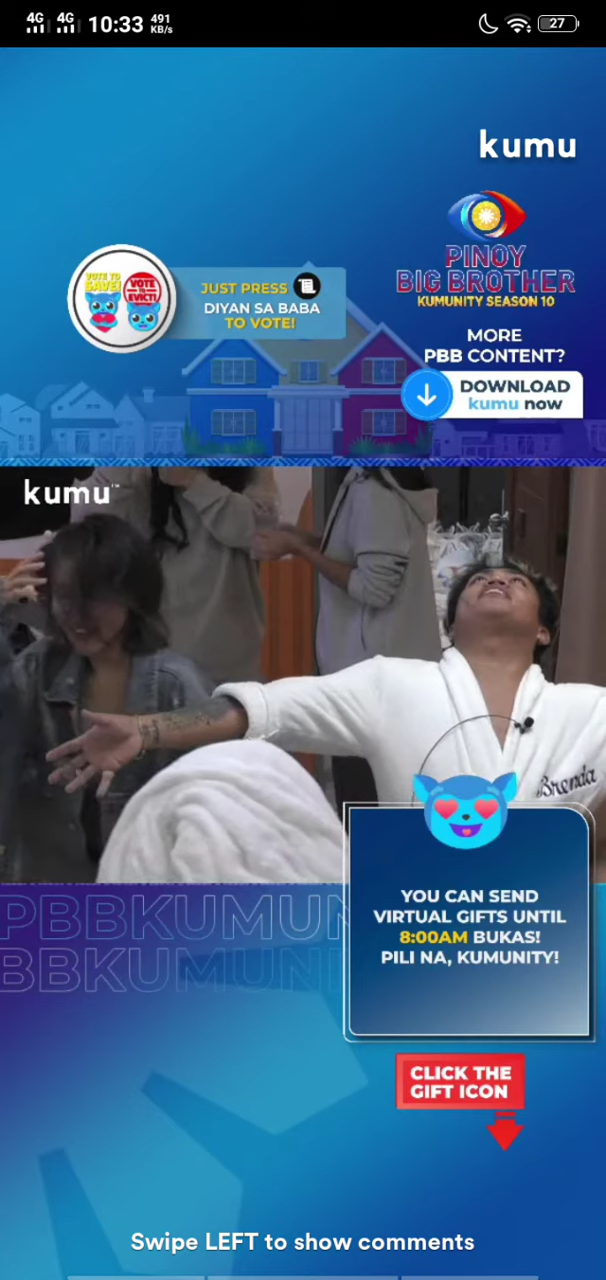 4G 4G 10:33 491 KB/s 27
kumu
VOTE TO SAVE!
VOTE TO EVICT!
JUST PRESS
DIYAN SA BABA
TO VOTE!
PINOY
BIG BROTHER
KUMUNITY SEASON 10
MORE
PBB CONTENT?
DOWNLOAD
kumu now
kumu™
Brenda
YOU CAN SEND
VIRTUAL GIFTS UNTIL
8:00AM BUKAS!
PILI NA, KUMUNITY!
PBBKUMUN
BBKUMUNI
CLICK THE
GIFT ICON
Swipe LEFT to show comments